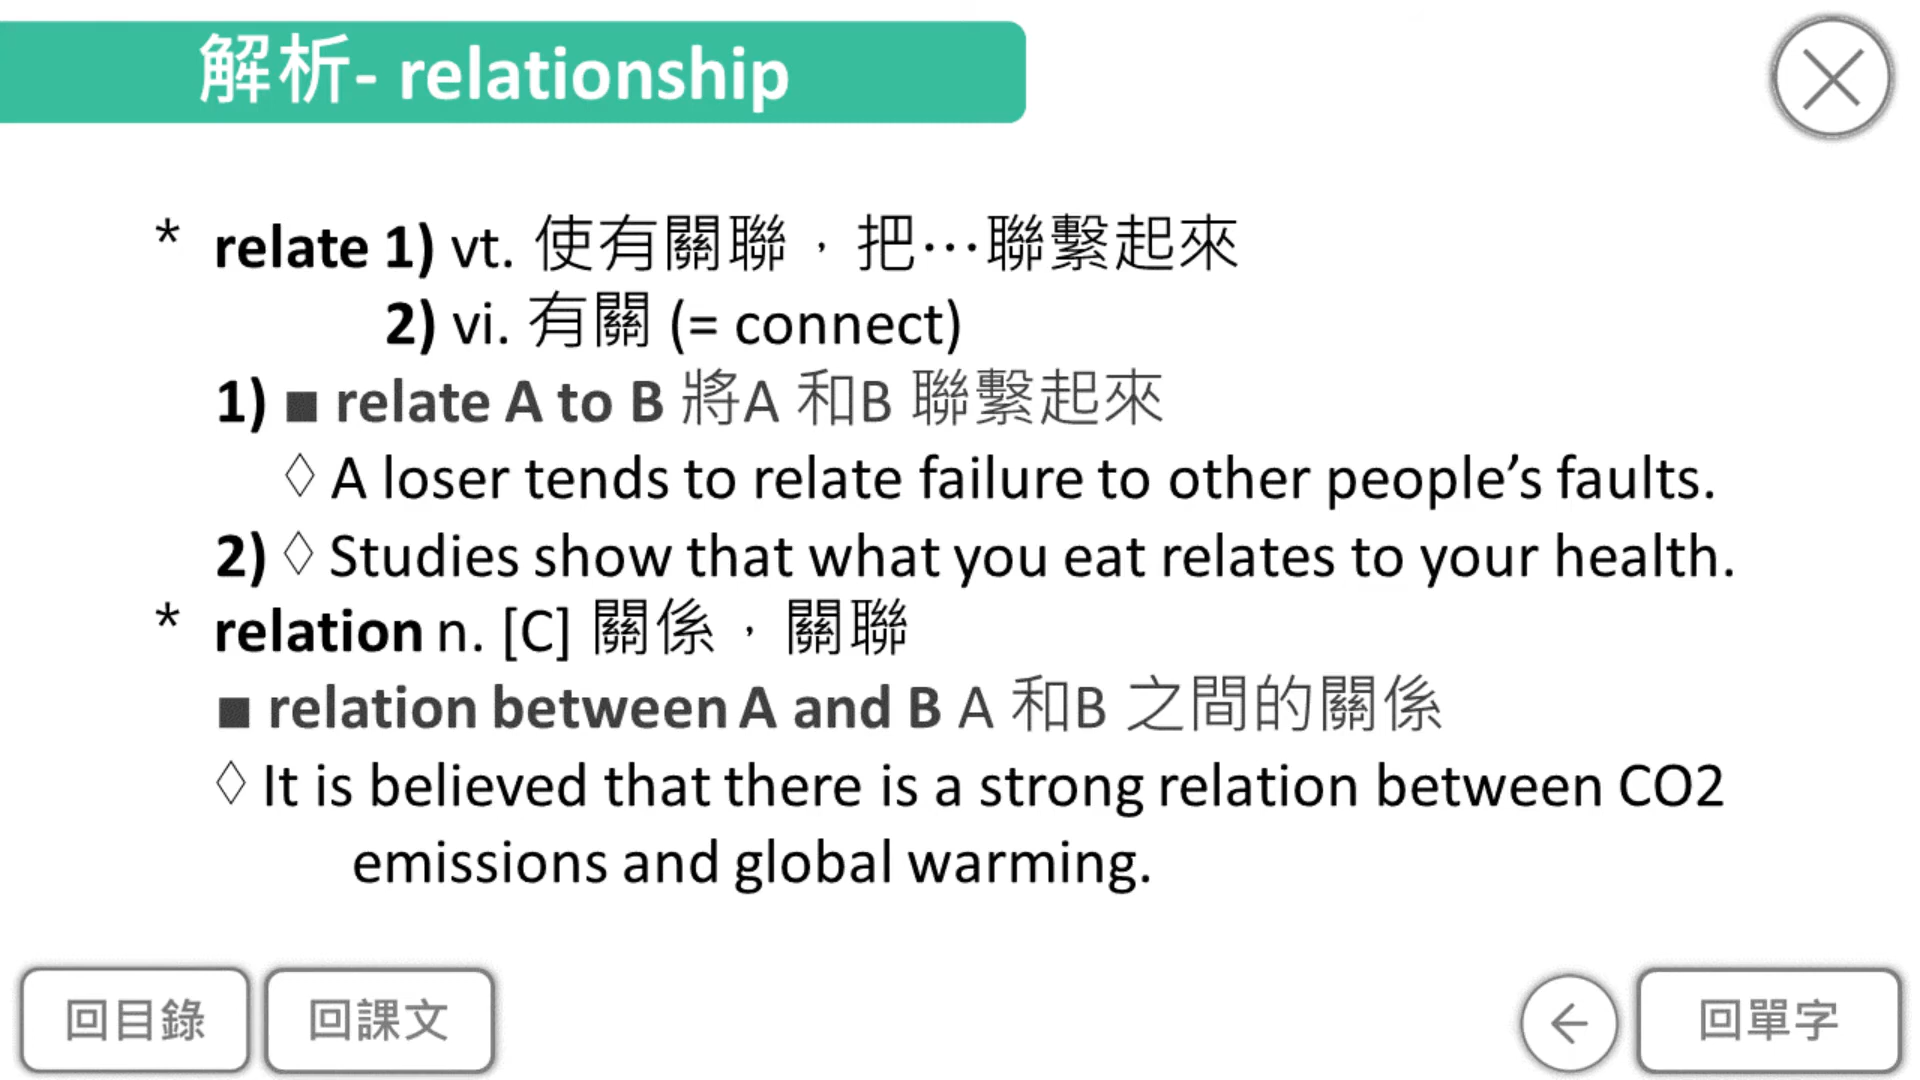 解析- relationship
* relate 1) vt. 使有關聯，把…聯繫起來
2) vi. 有關 (= connect)
1) ■ relate A to B 將A 和B 聯繫起來
◊ A loser tends to relate failure to other people’s faults.
2) ◊ Studies show that what you eat relates to your health.
* relation n. [C] 關係，關聯
■ relation between A and B A 和B 之間的關係
◊ It is believed that there is a strong relation between CO2
emissions and global warming.
回目錄 回課文 回單字